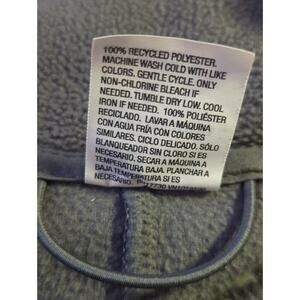 100% RECYCLED POLYESTER.
MACHINE WASH COLD WITH LIKE
COLORS. GENTLE CYCLE. ONLY
NON-CHLORINE BLEACH IF
NEEDED. TUMBLE DRY LOW. COOL
IRON IF NEEDED. 100% POLIÉSTER
RECICLADO. LAVAR A MÁQUINA
CON AGUA FRÍA CON COLORES
SIMILARES. CICLO DELICADO. SÓLO
BLANQUEADOR SIN CLORO SI ES
NECESARIO. SECAR A MÁQUINA A
BAJA TEMPERATURA. PLANCHAR A
BAJA TEMPERATURA SI ES
NECESARIO.